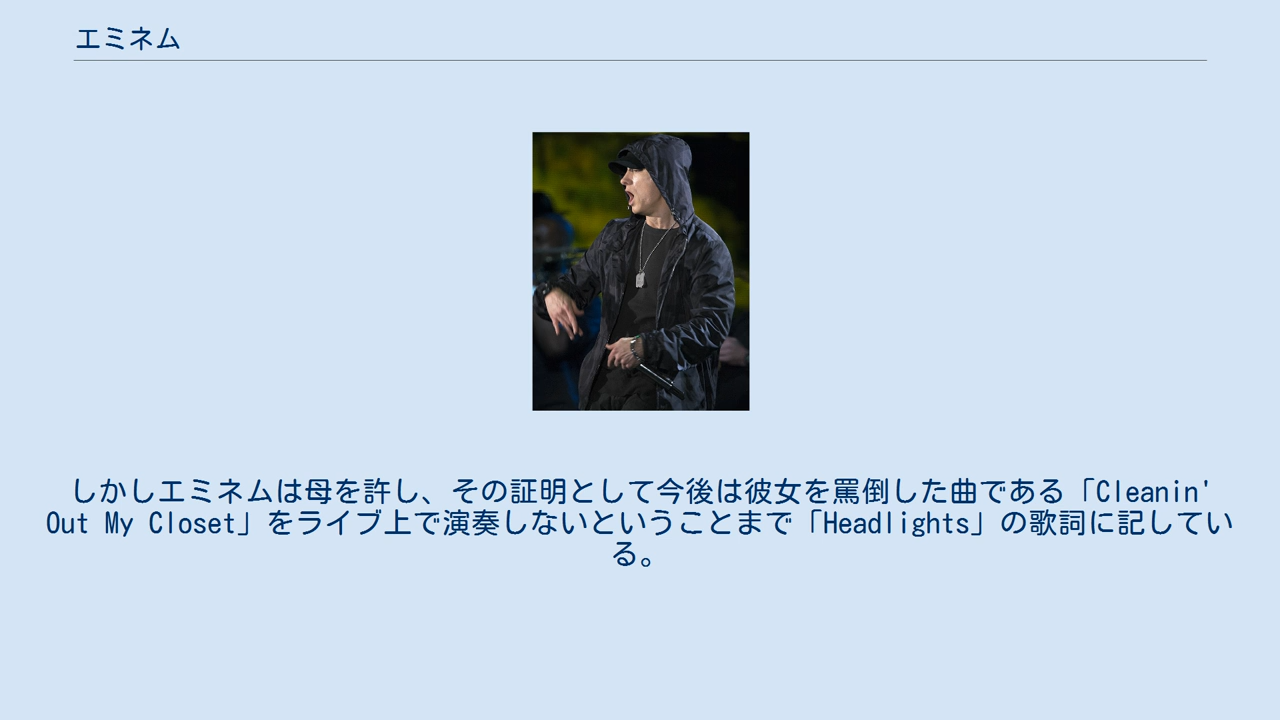 エミネム
しかしエミネムは母を許し、その証明として今後は彼女を罵倒した曲である「Cleanin'
Out My Closet」をライブ上で演奏しないということまで「Headlights」の歌詞に記してい
る。